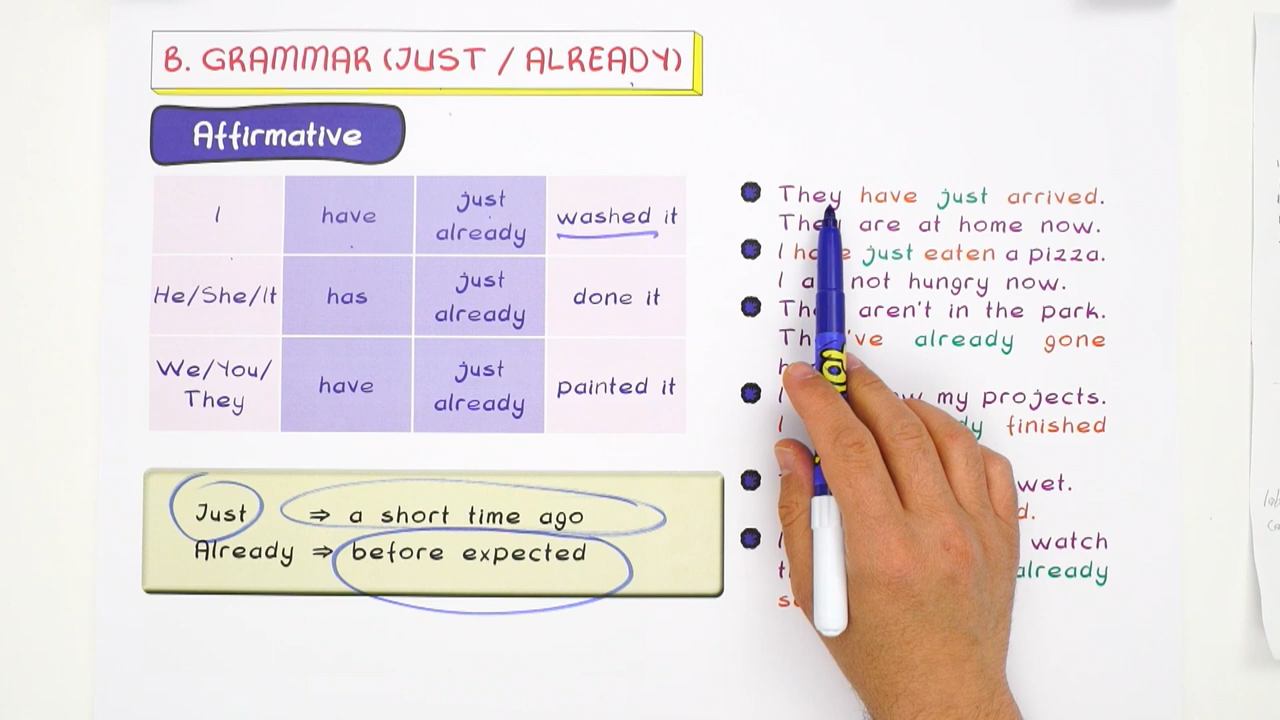 B. GRAMMAR (JUST / ALREADY)
Affirmative
I have just already washed it
He/She/It has just already done it
We/You/They have just already painted it
Just ⇒ a short time ago
Already ⇒ before expected
They have just arrived.
They are at home now.
I have just eaten a pizza.
I not hungry now.
aren't in the park.
've already gone
my projects.
finished
wet.
I watch
already